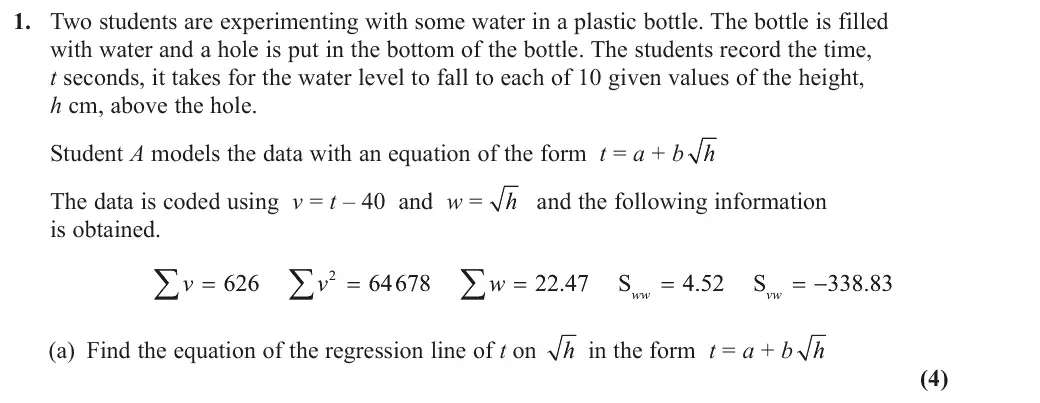 1. Two students are experimenting with some water in a plastic bottle. The bottle is filled
with water and a hole is put in the bottom of the bottle. The students record the time,
t seconds, it takes for the water level to fall to each of 10 given values of the height,
h cm, above the hole.
Student A models the data with an equation of the form t = a + b√h
The data is coded using v = t – 40 and w = √h and the following information
is obtained.
∑v = 626 ∑v² = 64678 ∑w = 22.47 S_ww = 4.52 S_vw = –338.83
(a) Find the equation of the regression line of t on √h in the form t = a + b√h
(4)